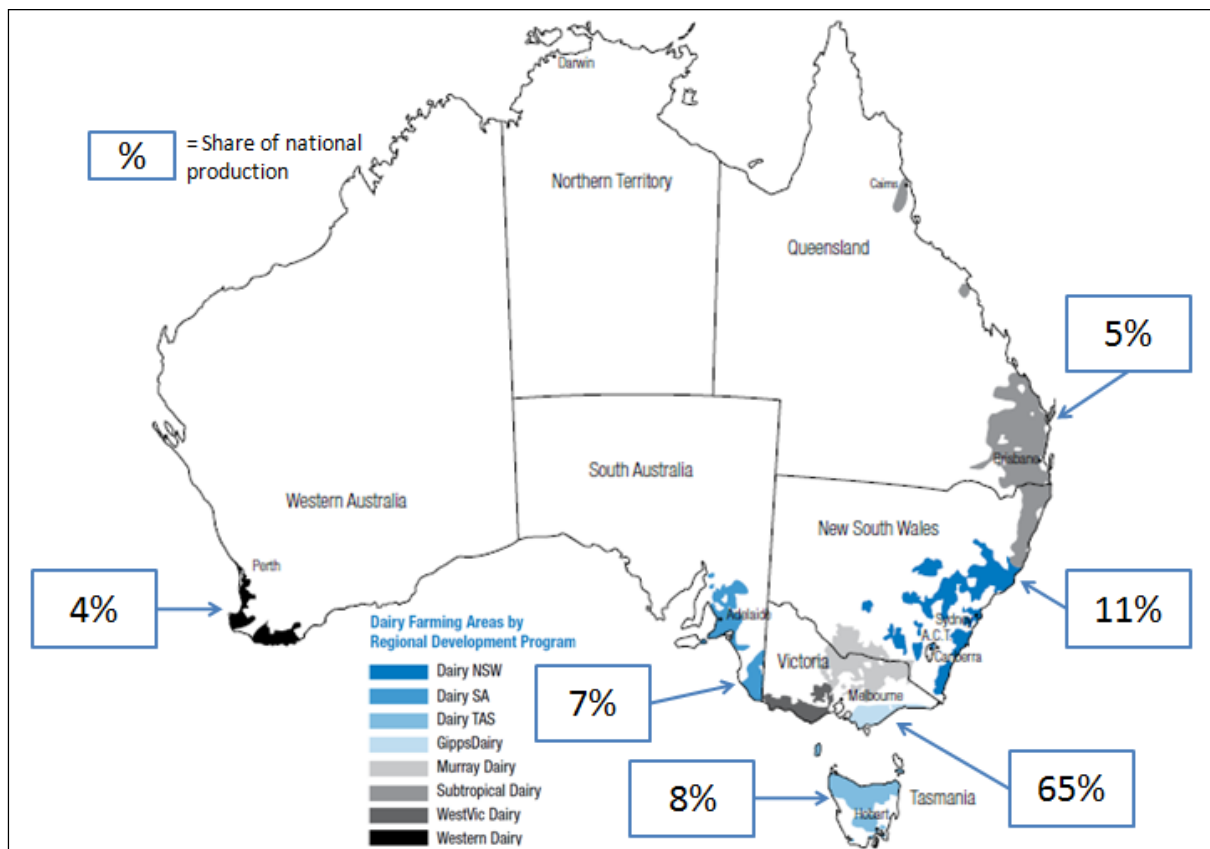 Darwin
%
= Share of national
production
Northern Territory
Cairns
Queensland
5%
Brisbane
South Australia
Western Australia
New South Wales
Perth
4%
11%
Adelaide
Sydney
A.C.T
Canberra
Dairy Farming Areas by
Regional Development Program
Dairy NSW
Dairy SA
Dairy TAS
GippsDairy
Murray Dairy
Subtropical Dairy
WestVic Dairy
Western Dairy
Victoria
Melbourne
7%
65%
8%
Tasmania
Hobart